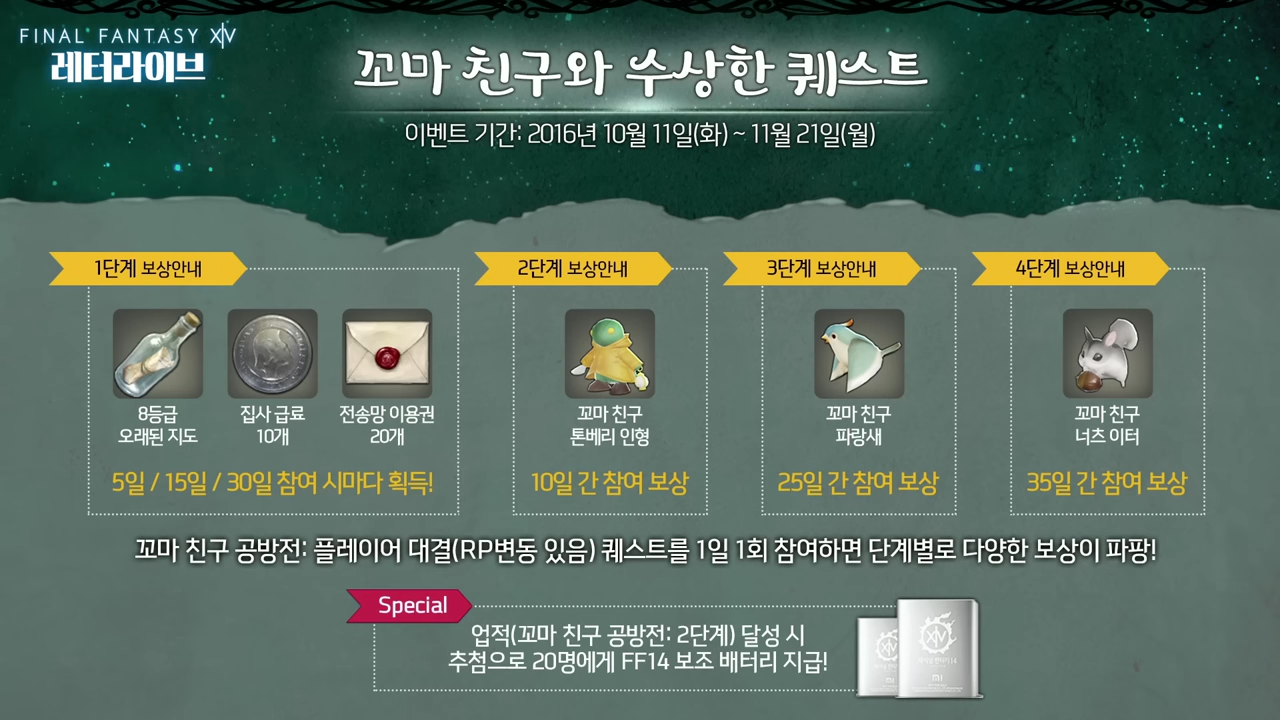 FINAL FANTASY XIV
레터라이브
꼬마 친구와 수상한 퀘스트
이벤트 기간: 2016년 10월 11일(화) ~ 11월 21일(월)
1단계 보상안내
8등급
오래된 지도
집사 급료
10개
전송망 이용권
20개
5일 / 15일 / 30일 참여 시마다 획득!
2단계 보상안내
꼬마 친구
톤베리 인형
10일 간 참여 보상
3단계 보상안내
꼬마 친구
파랑새
25일 간 참여 보상
4단계 보상안내
꼬마 친구
너츠 이터
35일 간 참여 보상
꼬마 친구 공방전: 플레이어 대결(RP변동 있음) 퀘스트를 1일 1회 참여하면 단계별로 다양한 보상이 파팡!
Special
업적(꼬마 친구 공방전: 2단계) 달성 시
추첨으로 20명에게 FF14 보조 배터리 지급!
XIV
mi